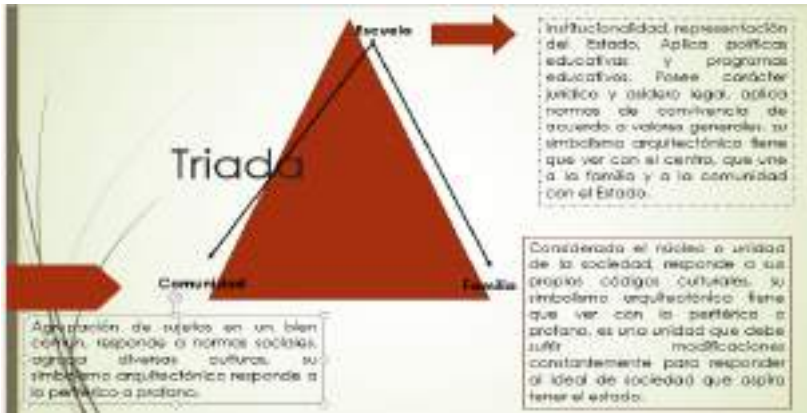 Escuela
Institucionalidad, representación
del Estado. Aplica políticas
educativas y programas
educativos. Posee carácter
jurídico y asidero legal, aplica
normas de convivencia de
acuerdo a valores generales, su
simbolismo arquitectónico tiene
que ver con el centro, que une
a la familia y a la comunidad
con el Estado.
Triada
Comunidad
Familia
Considerada el núcleo o unidad
de la sociedad, responde a sus
propios códigos culturales, su
simbolismo arquitectónico tiene
que ver con la periférico o
profano, es una unidad que debe
sufrir modificaciones
constantemente para responder
al ideal de sociedad que aspira
tener el estado.
Agrupación de sujetos en un bien
común, responde a normas sociales,
agrupa diversas culturas, su
simbolismo arquitectónico responde a
la periférico o profano.